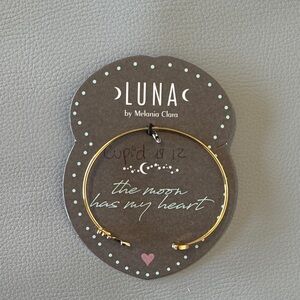 LUNA
by Melania Clara
the moon
has my heart